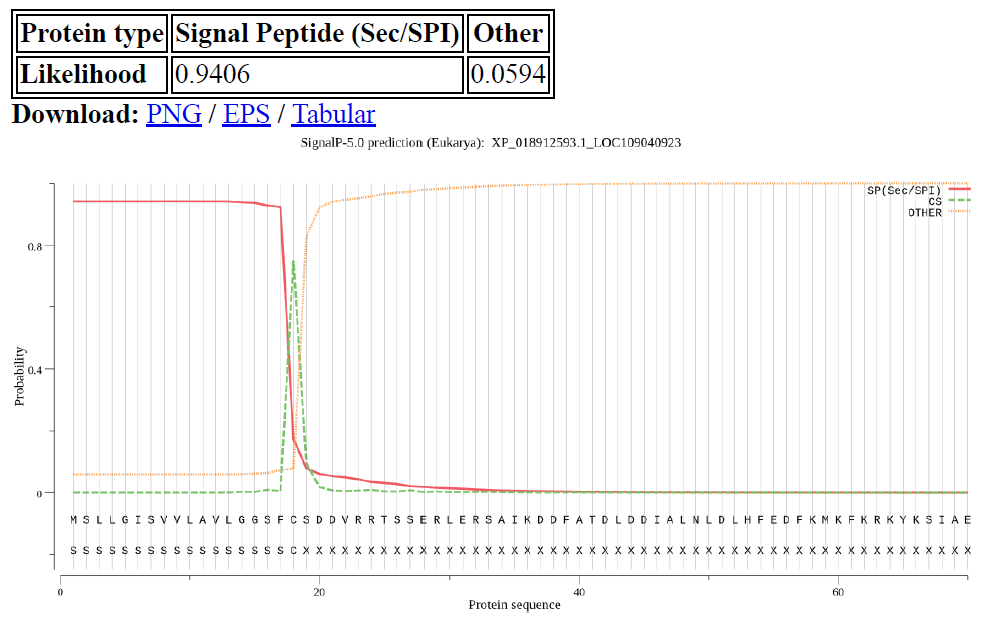 Protein type Signal Peptide (Sec/SPI) Other
Likelihood 0.9406 0.0594
Download: PNG / EPS / Tabular
SignalP-5.0 prediction (Eukarya): XP_018912593.1_LOC109040923
SP(Sec/SPI)
CS
OTHER
0.8
0.4
0
Probability
M S L L G I S V V L A V L G G S F C S D D V R R T S S E R L E R S A I K D D F A T D L D D I A L N L D L H F E D F K M K F K R K Y K S I A E
S S S S S S S S S S S S S S S S S C X X X X X X X X X X X X X X X X X X X X X X X X X X X X X X X X X X X X X X X X X X X X X X X X X X X X
0 20 40 60
Protein sequence